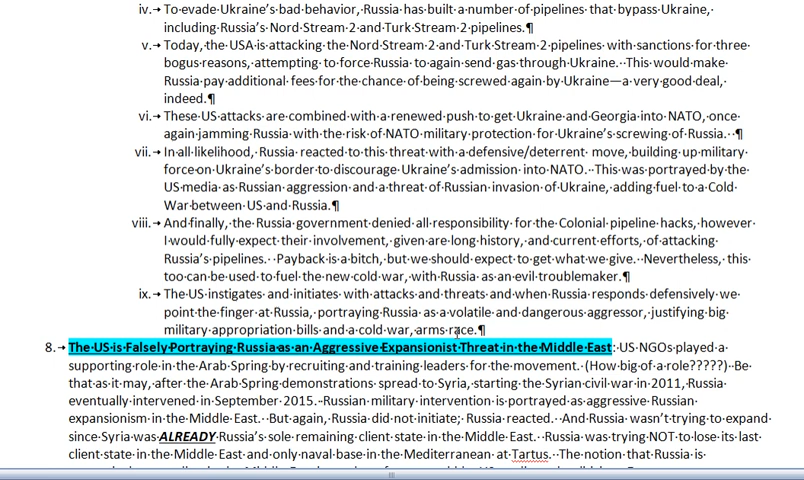 iv. To evade Ukraine's bad behavior, Russia has built a number of pipelines that bypass Ukraine,
including Russia's Nord Stream 2 and Turk Stream 2 pipelines.¶
v. Today, the USA is attacking the Nord Stream 2 and Turk Stream 2 pipelines with sanctions for three
bogus reasons, attempting to force Russia to again send gas through Ukraine. This would make
Russia pay additional fees for the chance of being screwed again by Ukraine—a very good deal,
indeed.¶
vi. These US attacks are combined with a renewed push to get Ukraine and Georgia into NATO, once
again jamming Russia with the risk of NATO military protection for Ukraine's screwing of Russia. ¶
vii. In all likelihood, Russia reacted to this threat with a defensive/deterrent move, building up military
force on Ukraine's border to discourage Ukraine's admission into NATO. This was portrayed by the
US media as Russian aggression and a threat of Russian invasion of Ukraine, adding fuel to a Cold
War between US and Russia.¶
viii. And finally, the Russia government denied all responsibility for the Colonial pipeline hacks, however
I would fully expect their involvement, given are long history, and current efforts, of attacking
Russia's pipelines. Payback is a bitch, but we should expect to get what we give. Nevertheless, this
too can be used to fuel the new cold war, with Russia as an evil troublemaker.¶
ix. The US instigates and initiates with attacks and threats and when Russia responds defensively we
point the finger at Russia, portraying Russia as a volatile and dangerous aggressor, justifying big
military appropriation bills and a cold war, arms race.¶
8. The US is Falsely Portraying Russia as an Aggressive Expansionist Threat in the Middle East: US NGOs played a
supporting role in the Arab Spring by recruiting and training leaders for the movement. (How big of a role?????) Be
that as it may, after the Arab Spring demonstrations spread to Syria, starting the Syrian civil war in 2011, Russia
eventually intervened in September 2015. Russian military intervention is portrayed as aggressive Russian
expansionism in the Middle East. But again, Russia did not initiate; Russia reacted. And Russia wasn't trying to expand
since Syria was ALREADY Russia's sole remaining client state in the Middle East. Russia was trying NOT to lose its last
client state in the Middle East and only naval base in the Mediterranean at Tartus. The notion that Russia is